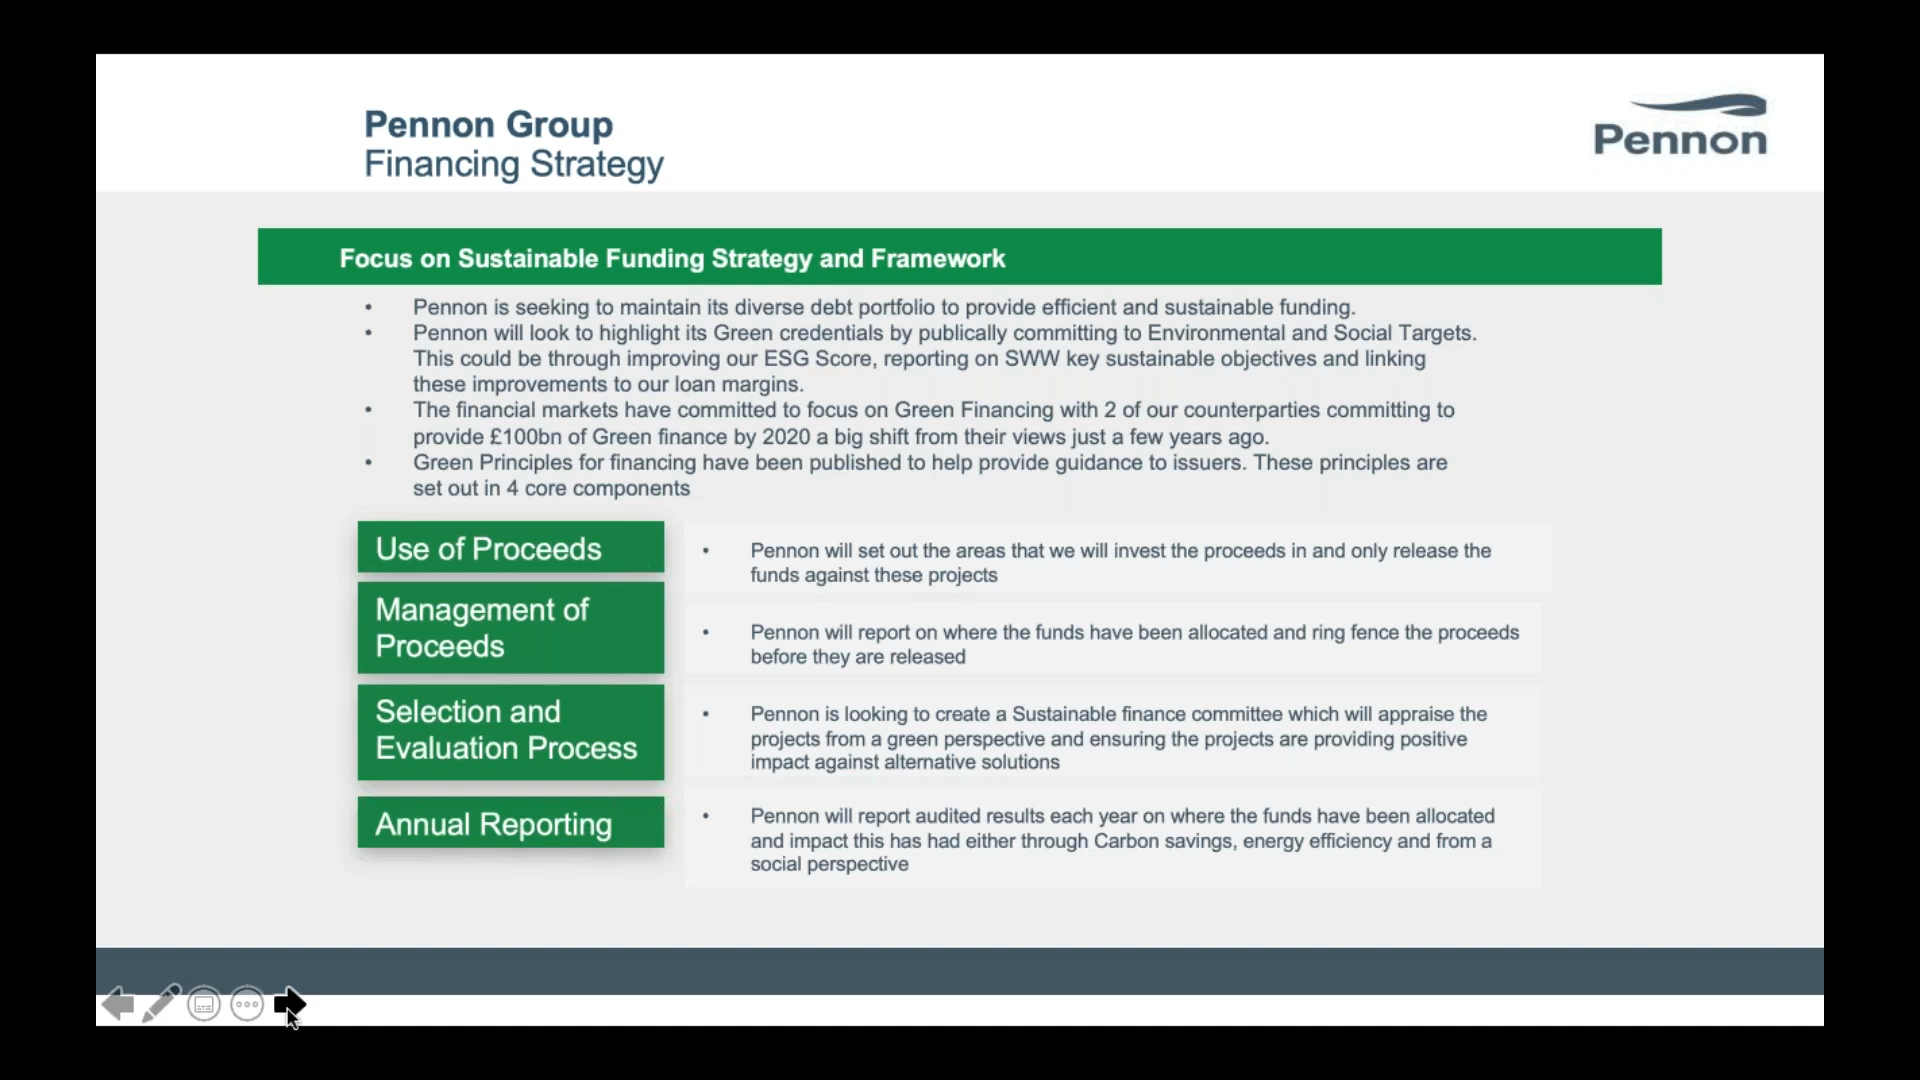 Pennon Group
Financing Strategy
Pennon
Focus on Sustainable Funding Strategy and Framework
• Pennon is seeking to maintain its diverse debt portfolio to provide efficient and sustainable funding.
• Pennon will look to highlight its Green credentials by publically committing to Environmental and Social Targets.
This could be through improving our ESG Score, reporting on SWW key sustainable objectives and linking
these improvements to our loan margins.
• The financial markets have committed to focus on Green Financing with 2 of our counterparties committing to
provide £100bn of Green finance by 2020 a big shift from their views just a few years ago.
• Green Principles for financing have been published to help provide guidance to issuers. These principles are
set out in 4 core components
Use of Proceeds
• Pennon will set out the areas that we will invest the proceeds in and only release the
funds against these projects
Management of
Proceeds
• Pennon will report on where the funds have been allocated and ring fence the proceeds
before they are released
Selection and
Evaluation Process
• Pennon is looking to create a Sustainable finance committee which will appraise the
projects from a green perspective and ensuring the projects are providing positive
impact against alternative solutions
Annual Reporting
• Pennon will report audited results each year on where the funds have been allocated
and impact this has had either through Carbon savings, energy efficiency and from a
social perspective